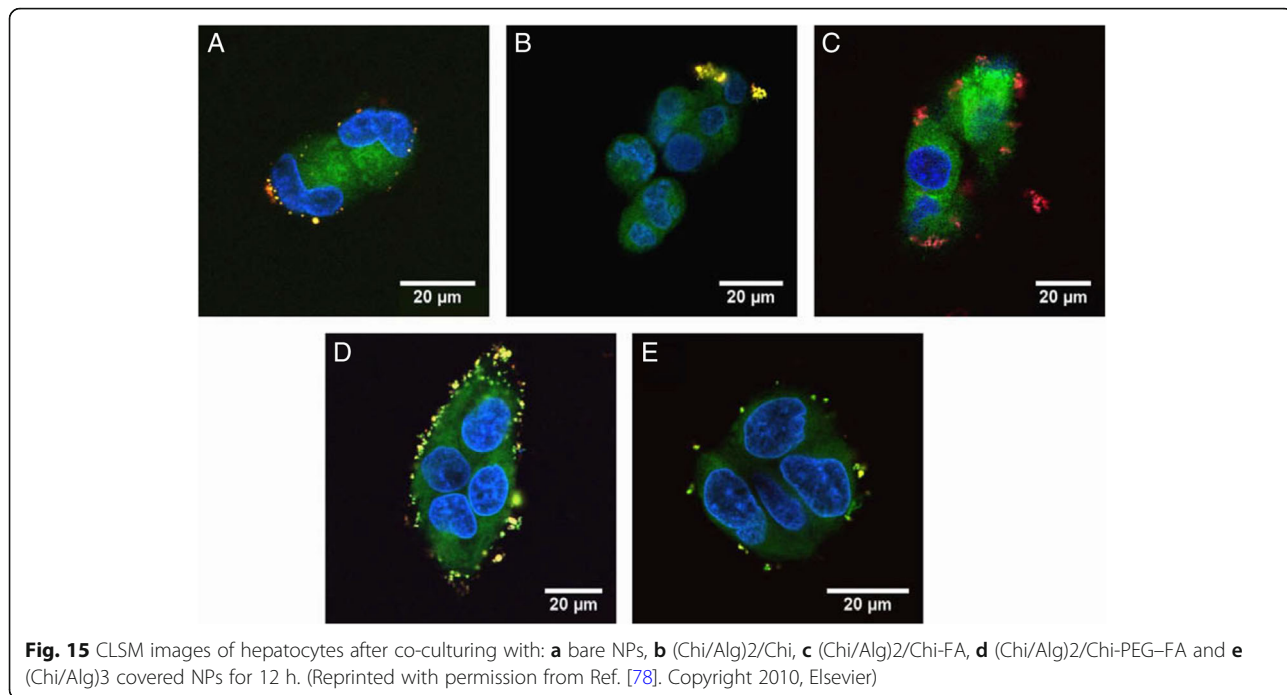 A
B
C
20 µm
20 µm
20 µm
D
E
20 µm
20 µm
Fig. 15 CLSM images of hepatocytes after co-culturing with: a bare NPs, b (Chi/Alg)2/Chi, c (Chi/Alg)2/Chi-FA, d (Chi/Alg)2/Chi-PEG–FA and e
(Chi/Alg)3 covered NPs for 12 h. (Reprinted with permission from Ref. [78]. Copyright 2010, Elsevier)